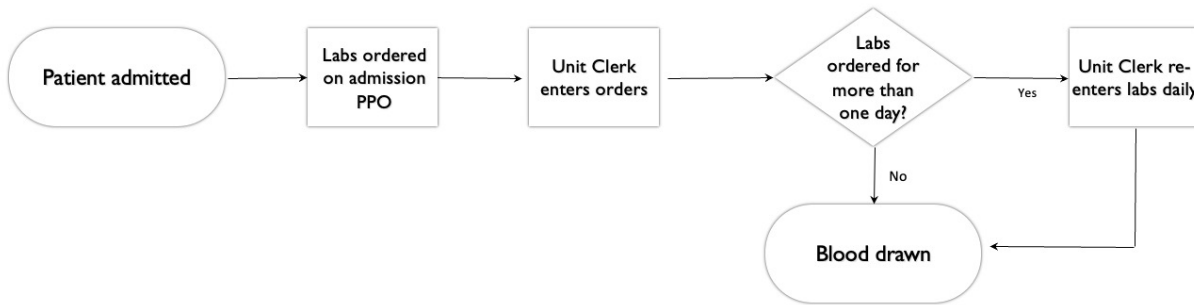 Patient admitted
Labs ordered
on admission
PPO
Unit Clerk
enters orders
Labs
ordered for
more than
one day?
Yes
Unit Clerk re-
enters labs daily
No
Blood drawn